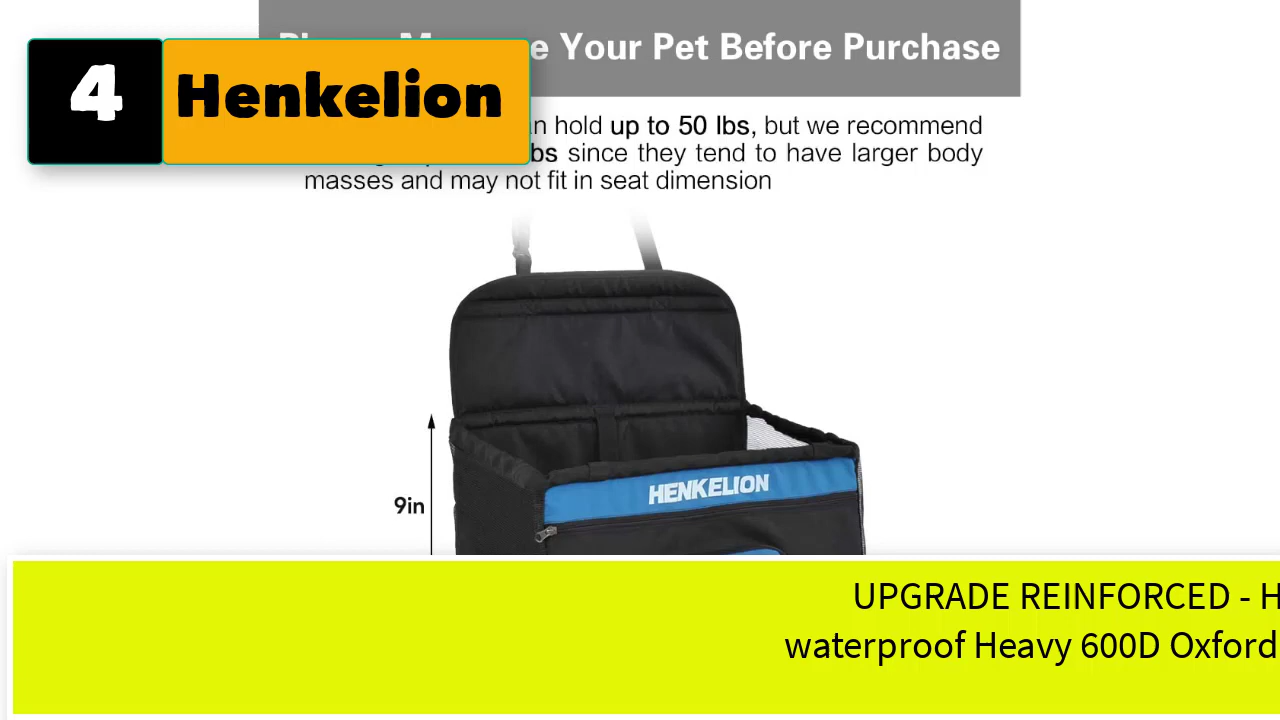 4 Henkelion
Your Pet Before Purchase
hold up to 50 lbs, but we recommend
since they tend to have larger body
masses and may not fit in seat dimension
HENKELION
9in
UPGRADE REINFORCED -
waterproof Heavy 600D Oxford